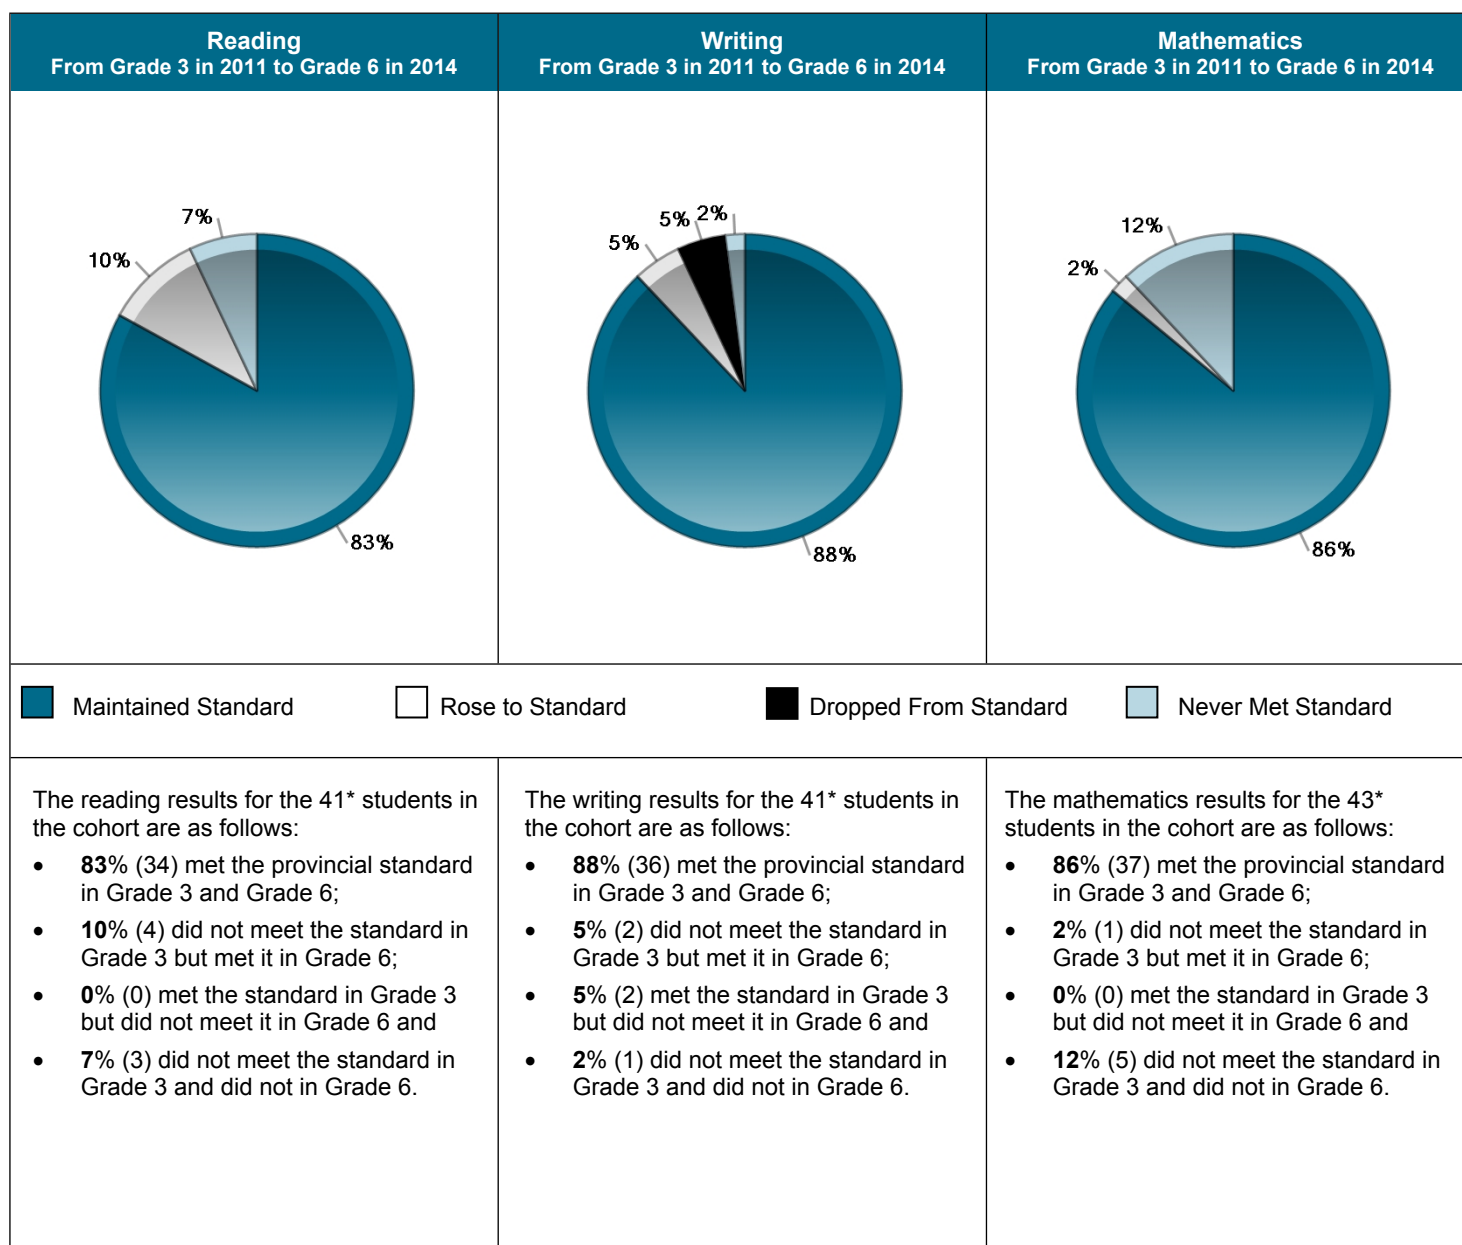 Reading
From Grade 3 in 2011 to Grade 6 in 2014
Writing
From Grade 3 in 2011 to Grade 6 in 2014
Mathematics
From Grade 3 in 2011 to Grade 6 in 2014
7%
10%
83%
5%
5%
2%
88%
12%
2%
86%
Maintained Standard
Rose to Standard
Dropped From Standard
Never Met Standard
The reading results for the 41* students in
the cohort are as follows:
• 83% (34) met the provincial standard
in Grade 3 and Grade 6;
• 10% (4) did not meet the standard in
Grade 3 but met it in Grade 6;
• 0% (0) met the standard in Grade 3
but did not meet it in Grade 6 and
• 7% (3) did not meet the standard in
Grade 3 and did not in Grade 6.
The writing results for the 41* students in
the cohort are as follows:
• 88% (36) met the provincial standard
in Grade 3 and Grade 6;
• 5% (2) did not meet the standard in
Grade 3 but met it in Grade 6;
• 5% (2) met the standard in Grade 3
but did not meet it in Grade 6 and
• 2% (1) did not meet the standard in
Grade 3 and did not in Grade 6.
The mathematics results for the 43*
students in the cohort are as follows:
• 86% (37) met the provincial standard
in Grade 3 and Grade 6;
• 2% (1) did not meet the standard in
Grade 3 but met it in Grade 6;
• 0% (0) met the standard in Grade 3
but did not meet it in Grade 6 and
• 12% (5) did not meet the standard in
Grade 3 and did not in Grade 6.